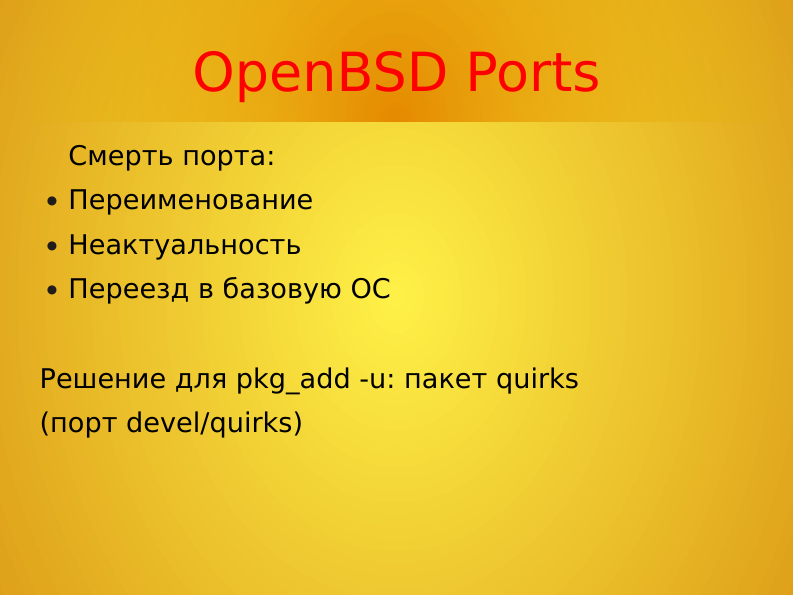 OpenBSD Ports
Смерть порта:
Переименование
Неактуальность
Переезд в базовую ОС
Решение для pkg_add -u: пакет quirks
(порт devel/quirks)